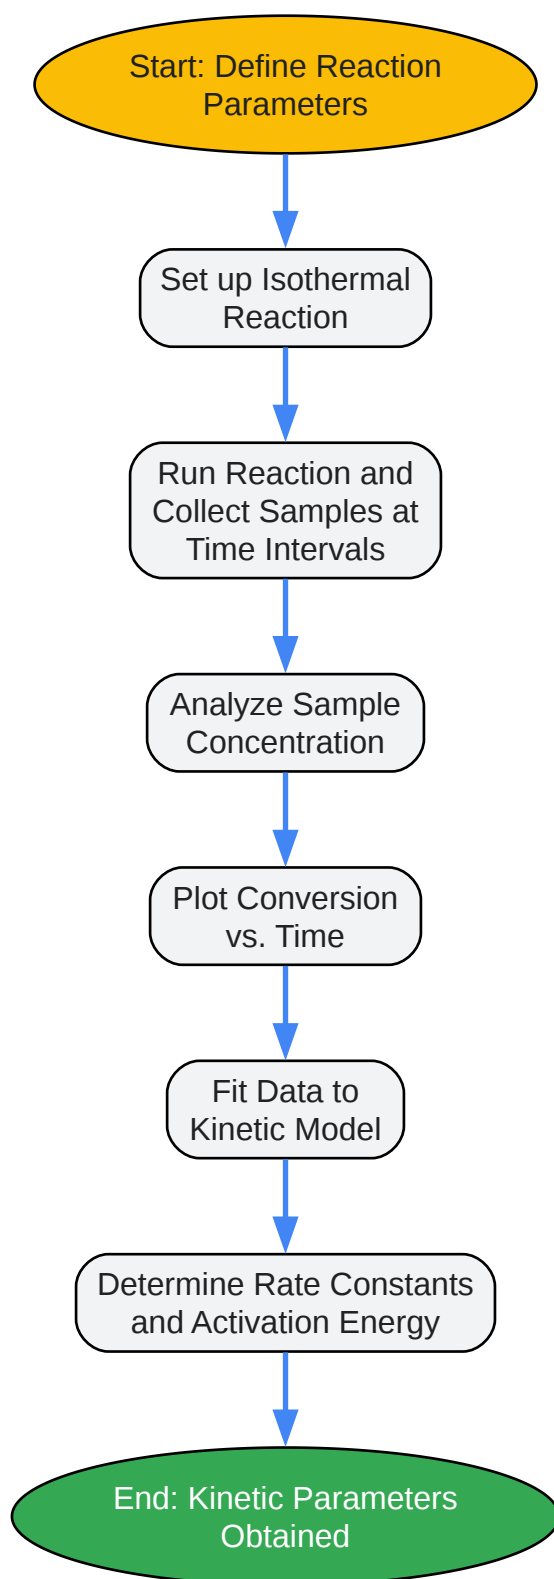 Start: Define Reaction
Parameters
Set up Isothermal
Reaction
Run Reaction and
Collect Samples at
Time Intervals
Analyze Sample
Concentration
Plot Conversion
vs. Time
Fit Data to
Kinetic Model
Determine Rate Constants
and Activation Energy
End: Kinetic Parameters
Obtained